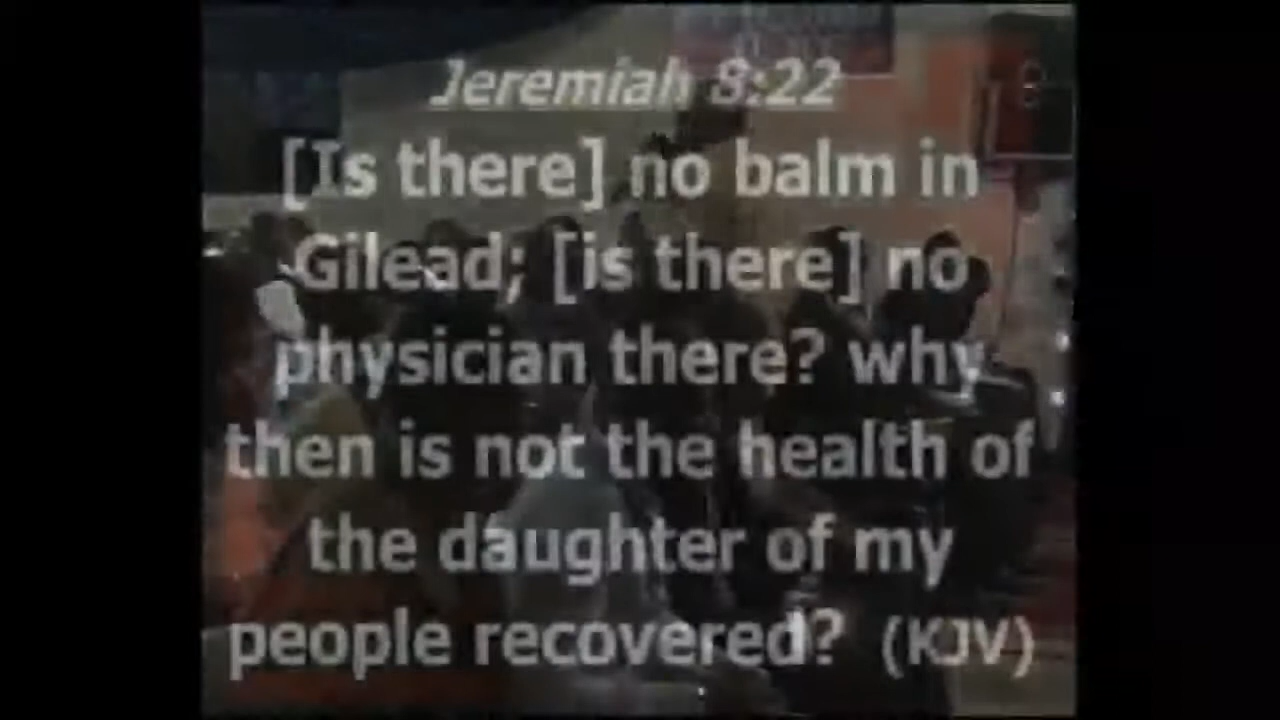 Jeremiah 8:22
[Is there] no balm in
Gilead; [is there] no
physician there? why
then is not the health of
the daughter of my
people recovered? (KJV)